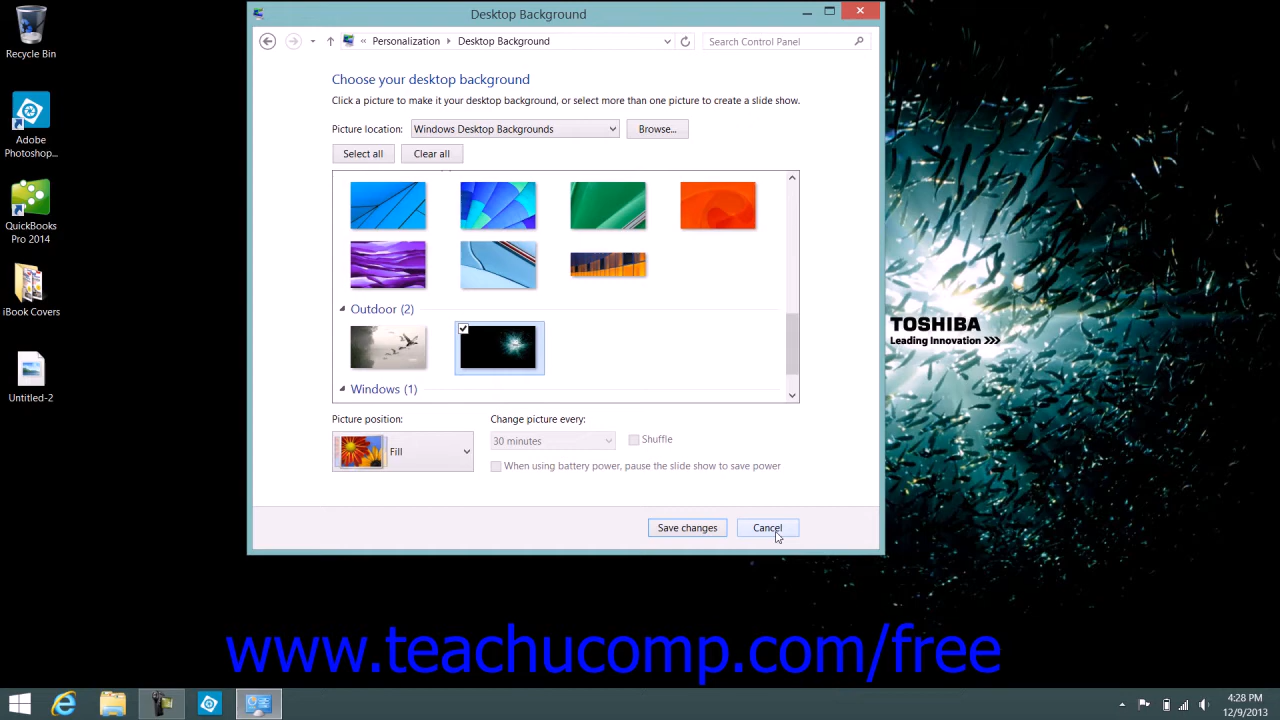 Desktop Background
Recycle Bin
Adobe
Photoshop...
QuickBooks
Pro 2014
iBook Covers
Untitled-2
« Personalization Desktop Background
Search Control Panel
Choose your desktop background
Click a picture to make it your desktop background, or select more than one picture to create a slide show.
Picture location: Windows Desktop Backgrounds Browse...
Select all Clear all
Outdoor (2)
Windows (1)
Picture position: Change picture every:
Fill 30 minutes Shuffle
When using battery power, pause the slide show to save power
Save changes Cancel
TOSHIBA
Leading Innovation >>>
www.teachucomp.com/free
4:28 PM
12/9/2013